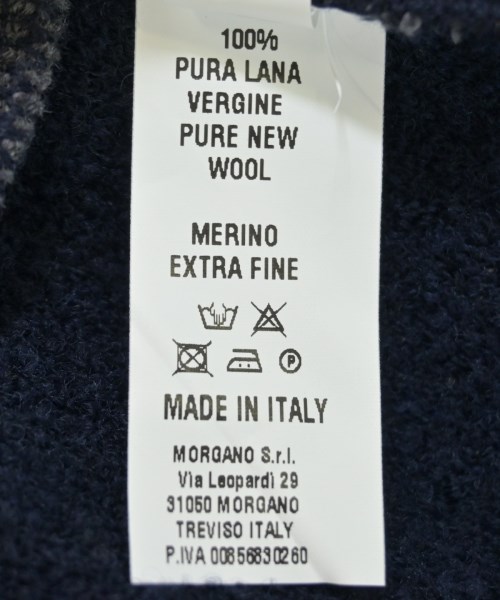 100%
PURA LANA
VERGINE
PURE NEW
WOOL
MERINO
EXTRA FINE
P
MADE IN ITALY
MORGANO S.r.l.
Via Leopardi 29
31050 MORGANO
TREVISO ITALY
P.IVA 00856830260